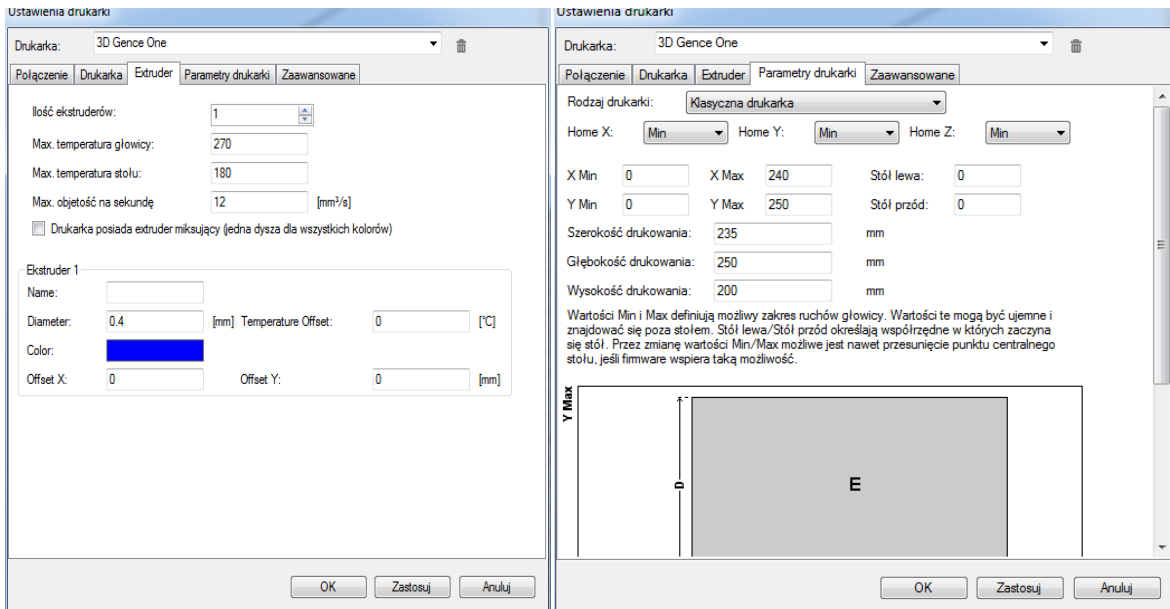 Ustawienia drukarki
Drukarka: 3D Gence One
Połączenie Drukarka Extruder Parametry drukarki Zaawansowane
Ilość ekstruderów: 1
Max. temperatura głowicy: 270
Max. temperatura stołu: 180
Max. objetość na sekundę 12 [mm³/s]
Drukarka posiada extruder miksujący (jedna dysza dla wszystkich kolorów)
Ekstruder 1
Name:
Diameter: 0.4 [mm] Temperature Offset: 0 [°C]
Color:
Offset X: 0 Offset Y: 0 [mm]
OK Zastosuj Anuluj
Ustawienia drukarki
Drukarka: 3D Gence One
Połączenie Drukarka Extruder Parametry drukarki Zaawansowane
Rodzaj drukarki: Klasyczna drukarka
Home X: Min Home Y: Min Home Z: Min
X Min 0 X Max 240 Stół lewa: 0
Y Min 0 Y Max 250 Stół przód: 0
Szerokość drukowania: 235 mm
Głębokość drukowania: 250 mm
Wysokość drukowania: 200 mm
Wartości Min i Max definiują możliwy zakres ruchów głowicy. Wartości te mogą być ujemne i
znajdować się poza stołem. Stół lewa/Stół przód określają współrzędne w których zaczyna
się stół. Przez zmianę wartości Min/Max możliwe jest nawet przesunięcie punktu centralnego
stołu, jeśli firmware wspiera taką możliwość.
Y Max
D
E
OK Zastosuj Anuluj